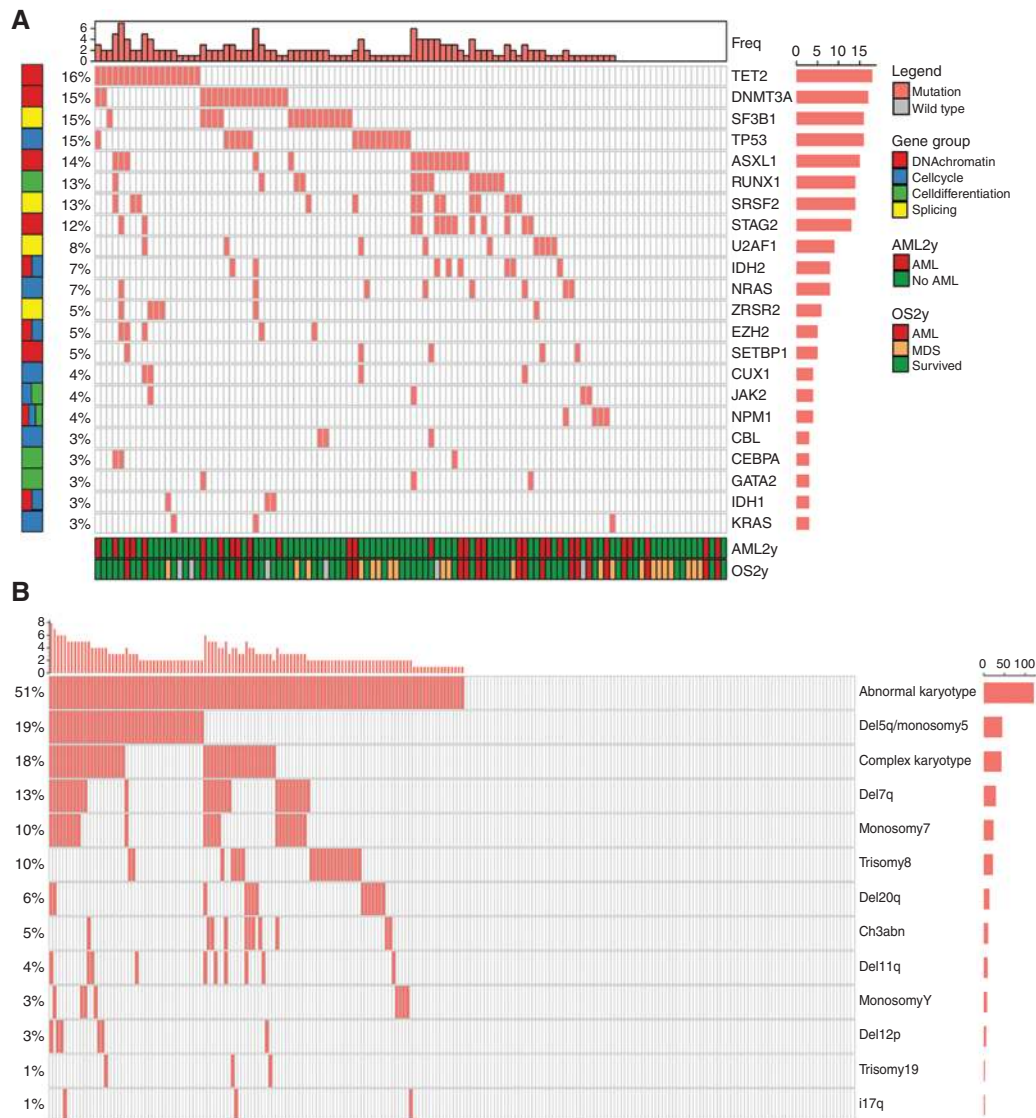 A
6
4
2
0
Freq
0 5 10 15
16% TET2
15% DNMT3A
15% SF3B1
15% TP53
14% ASXL1
13% RUNX1
13% SRSF2
12% STAG2
8% U2AF1
7% IDH2
7% NRAS
5% ZRSR2
5% EZH2
5% SETBP1
4% CUX1
4% JAK2
4% NPM1
3% CBL
3% CEBPA
3% GATA2
3% IDH1
3% KRAS
AML2y
OS2y
Legend
Mutation
Wild type
Gene group
DNAchromatin
Cellcycle
Celldifferentiation
Splicing
AML2y
AML
No AML
OS2y
AML
MDS
Survived
B
8
6
4
2
0
0 50 100
51% Abnormal karyotype
19% Del5q/monosomy5
18% Complex karyotype
13% Del7q
10% Monosomy7
10% Trisomy8
6% Del20q
5% Ch3abn
4% Del11q
3% MonosomyY
3% Del12p
1% Trisomy19
1% i17q